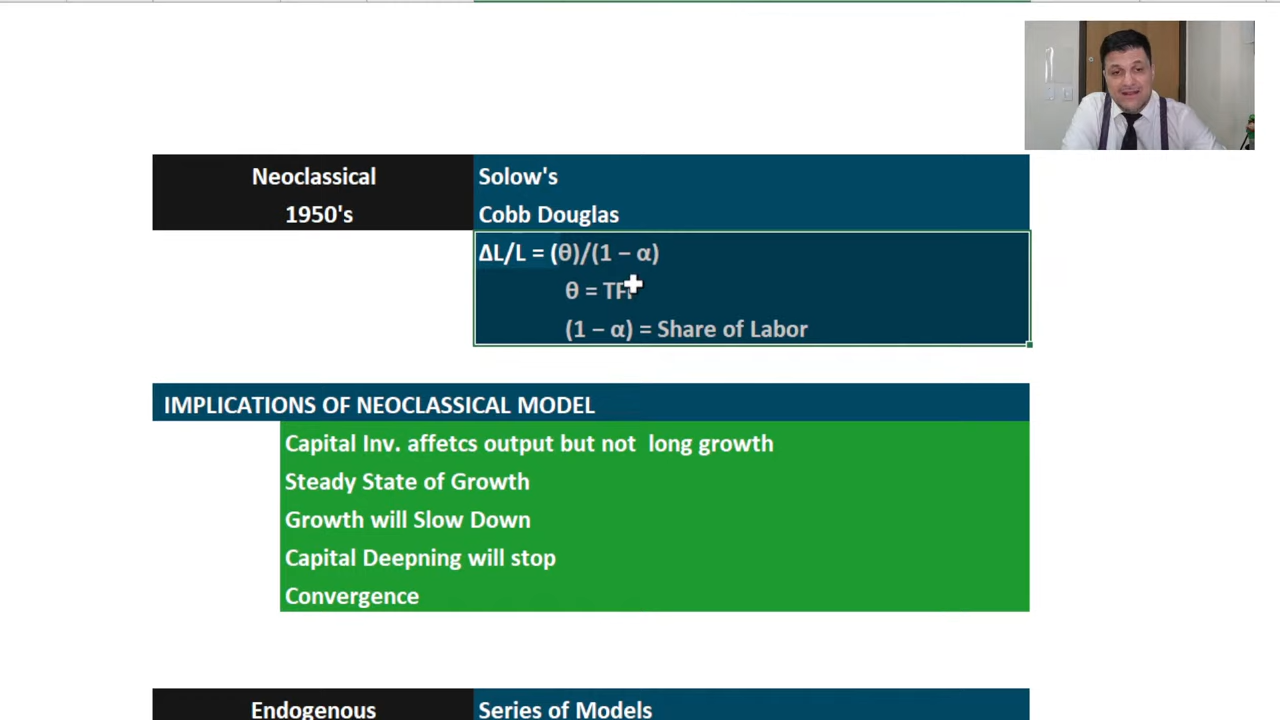 Neoclassical
1950's
Solow's
Cobb Douglas
ΔL/L = (θ)/(1 – α)
θ = TFP
(1 – α) = Share of Labor
IMPLICATIONS OF NEOCLASSICAL MODEL
Capital Inv. affetcs output but not long growth
Steady State of Growth
Growth will Slow Down
Capital Deepning will stop
Convergence
Endogenous
Series of Models